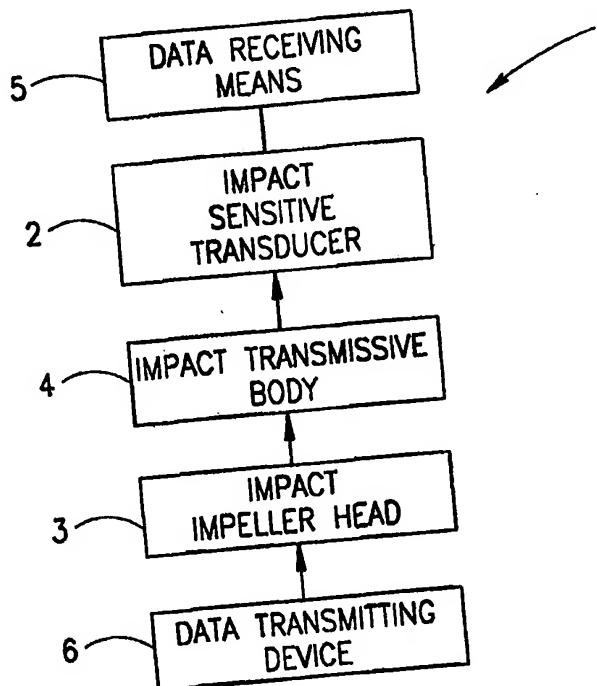 5
DATA RECEIVING
MEANS
2
IMPACT
SENSITIVE
TRANSDUCER
4
IMPACT TRANSMISSIVE
BODY
3
IMPACT
IMPELLER HEAD
6
DATA TRANSMITTING
DEVICE